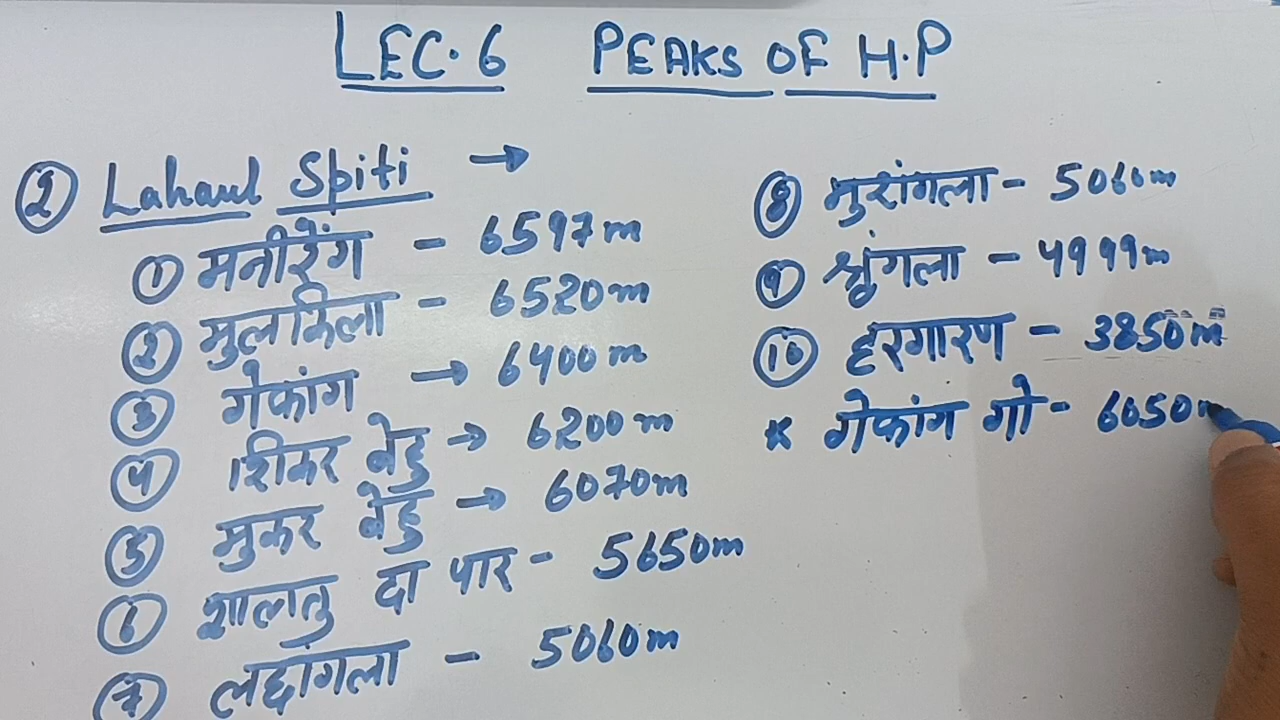 LEC. 6 PEAKS OF H.P
② Lahaul Spiti →
① मनीरेंग - 6597m
② मुलकिला - 6520m
③ गेफांग → 6400m
④ शिकर बेह → 6200m
⑤ मुकर बेह → 6070m
⑥ शालतु दा पार - 5650m
⑦ लद्दांगला - 5060m
⑧ मुरांगला - 5060m
⑨ श्रुंगला - 4999m
⑩ हरगारण - 3850m
* गेफांग गो - 6050m